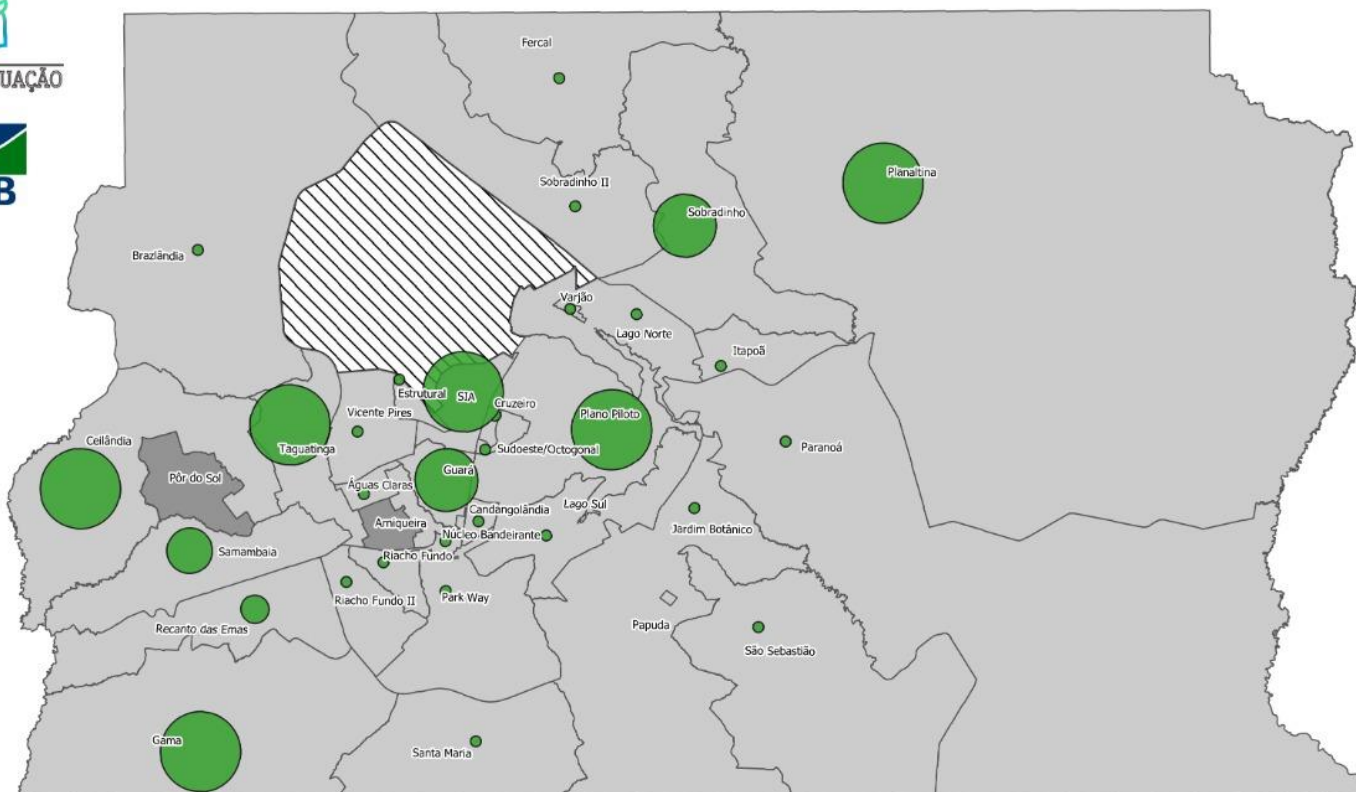 UAÇÃO
B
Fercal
Planaltina
Sobradinho II
Sobradinho
Brazlândia
Varjão
Lago Norte
Itapoã
Estrutural
SIA
Cruzeiro
Vicente Pires
Plano Piloto
Ceilândia
Taguatinga
Sudoeste/Octogonal
Paranoá
Guará
Pôr do Sol
Águas Claras
Lago Sul
Candangolândia
Arniqueira
Jardim Botânico
Núcleo Bandeirante
Samambaia
Riacho Fundo
Riacho Fundo II
Park Way
Recanto das Emas
Papuda
São Sebastião
Gama
Santa Maria